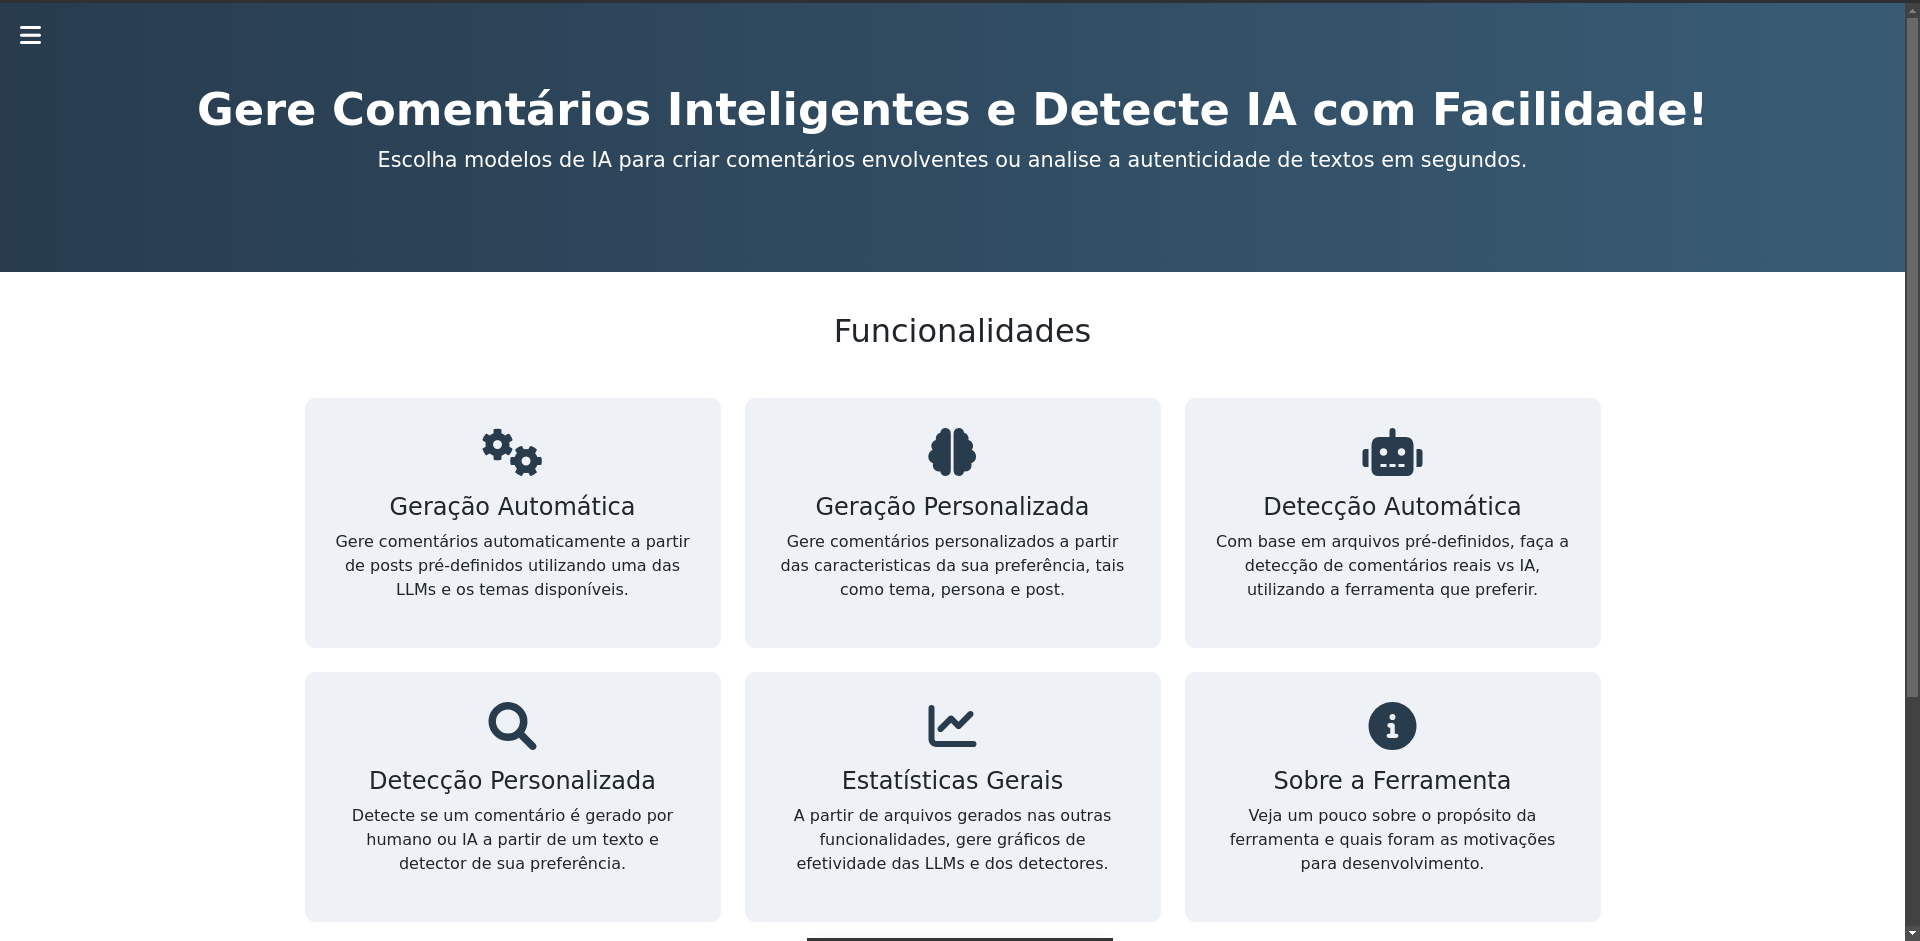 Gere Comentários Inteligentes e Detecte IA com Facilidade!
Escolha modelos de IA para criar comentários envolventes ou analise a autenticidade de textos em segundos.
Funcionalidades
Geração Automática
Gere comentários automaticamente a partir
de posts pré-definidos utilizando uma das
LLMs e os temas disponíveis.
Geração Personalizada
Gere comentários personalizados a partir
das caracteristicas da sua preferência, tais
como tema, persona e post.
Detecção Automática
Com base em arquivos pré-definidos, faça a
detecção de comentários reais vs IA,
utilizando a ferramenta que preferir.
Detecção Personalizada
Detecte se um comentário é gerado por
humano ou IA a partir de um texto e
detector de sua preferência.
Estatísticas Gerais
A partir de arquivos gerados nas outras
funcionalidades, gere gráficos de
efetividade das LLMs e dos detectores.
Sobre a Ferramenta
Veja um pouco sobre o propósito da
ferramenta e quais foram as motivações
para desenvolvimento.